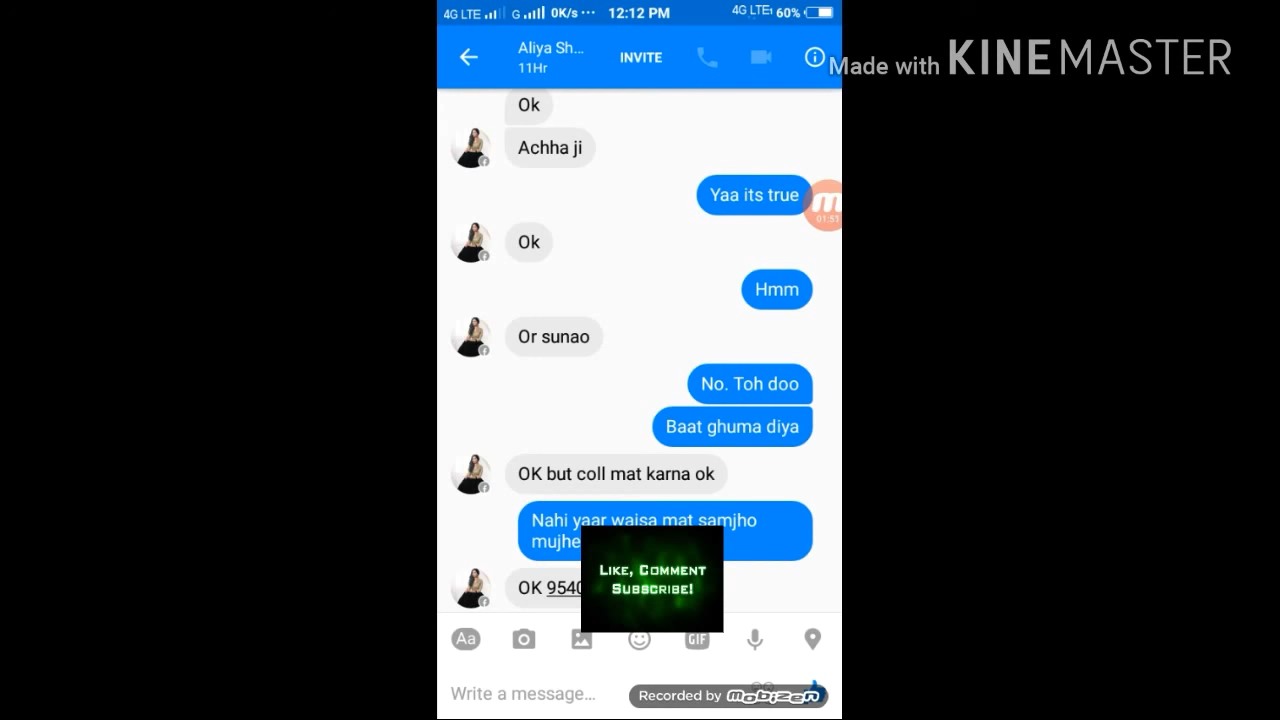 4G LTE G 0K/s ... 12:12 PM 4G LTE 60%
Aliya Sh...
11Hr
INVITE
Made with KINEMASTER
Ok
Achha ji
Yaa its true
01:51
Ok
Hmm
Or sunao
No. Toh doo
Baat ghuma diya
OK but coll mat karna ok
Nahi yaar waisa mat samjho
mujhe
OK 9540
LIKE, COMMENT
SUBSCRIBE!
Aa
GIF
Write a message...
Recorded by mobizen